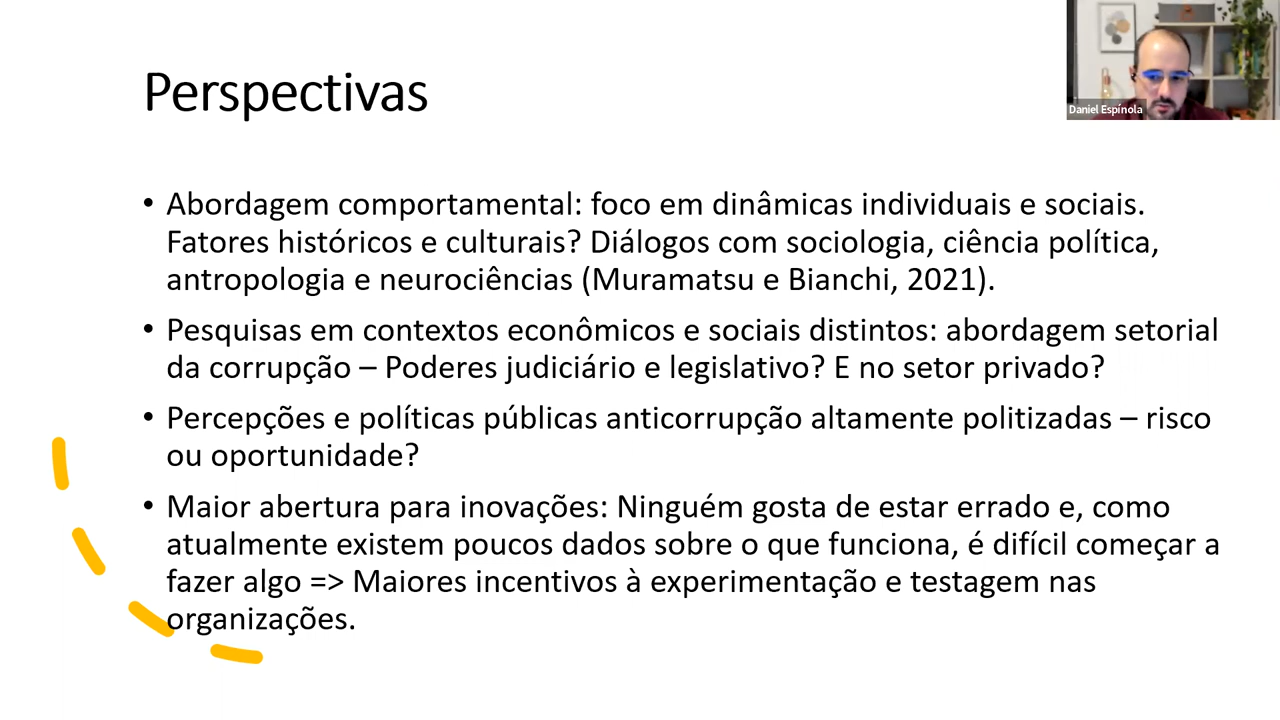 Perspectivas
Daniel Espínola
• Abordagem comportamental: foco em dinâmicas individuais e sociais.
Fatores históricos e culturais? Diálogos com sociologia, ciência política,
antropologia e neurociências (Muramatsu e Bianchi, 2021).
• Pesquisas em contextos econômicos e sociais distintos: abordagem setorial
da corrupção – Poderes judiciário e legislativo? E no setor privado?
• Percepções e políticas públicas anticorrupção altamente politizadas – risco
ou oportunidade?
• Maior abertura para inovações: Ninguém gosta de estar errado e, como
atualmente existem poucos dados sobre o que funciona, é difícil começar a
fazer algo => Maiores incentivos à experimentação e testagem nas
organizações.